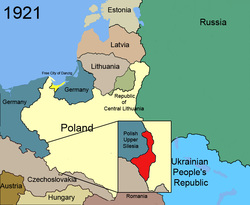 1921
Estonia
Russia
Latvia
Lithuania
Free City of Danzig
Germany
Germany
Republic
of
Central Lithuania
Poland
Polish
Upper
Silesia
Ukrainian
People's
Republic
Czechoslovakia
Austria
Hungary
Romania